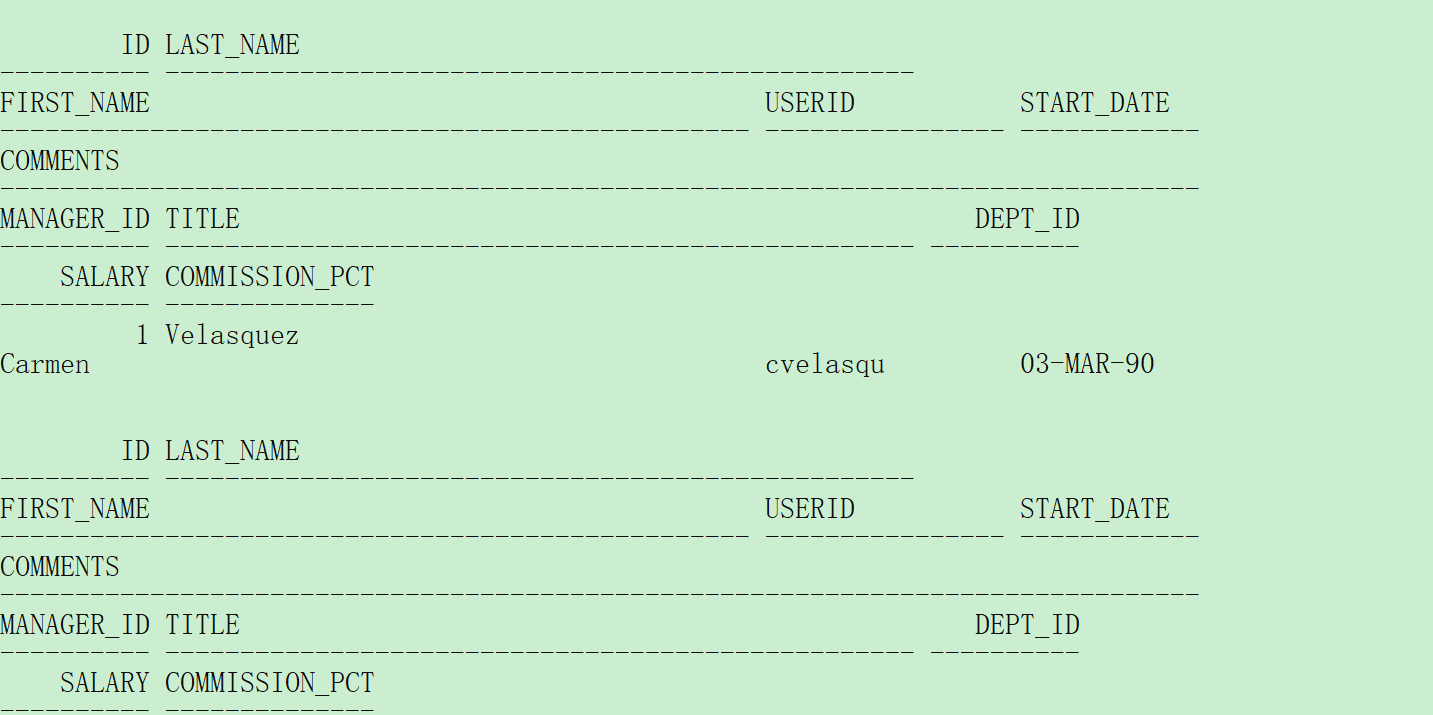 ID LAST_NAME
---------- --------------------------------------------------
FIRST_NAME                                         USERID           START_DATE
-------------------------------------------------- ---------------- ------------
COMMENTS
--------------------------------------------------------------------------------
MANAGER_ID TITLE                                                 DEPT_ID
---------- -------------------------------------------------- ----------
    SALARY COMMISSION_PCT
---------- --------------
         1 Velasquez
Carmen                                             cvelasqu         03-MAR-90
        ID LAST_NAME
---------- --------------------------------------------------
FIRST_NAME                                         USERID           START_DATE
-------------------------------------------------- ---------------- ------------
COMMENTS
--------------------------------------------------------------------------------
MANAGER_ID TITLE                                                 DEPT_ID
---------- -------------------------------------------------- ----------
    SALARY COMMISSION_PCT
---------- --------------